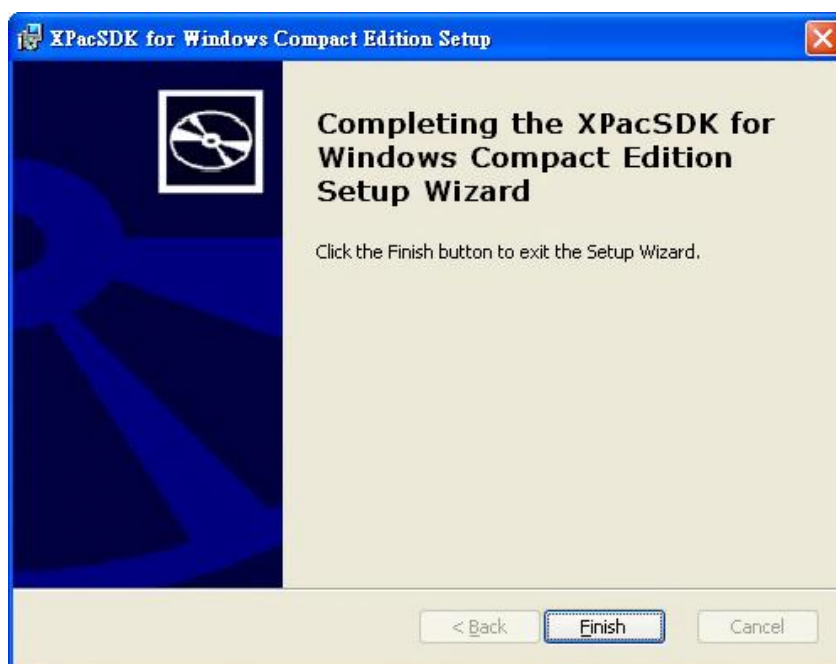 XPacSDK for Windows Compact Edition Setup
Completing the XPacSDK for
Windows Compact Edition
Setup Wizard
Click the Finish button to exit the Setup Wizard.
< Back
Finish
Cancel